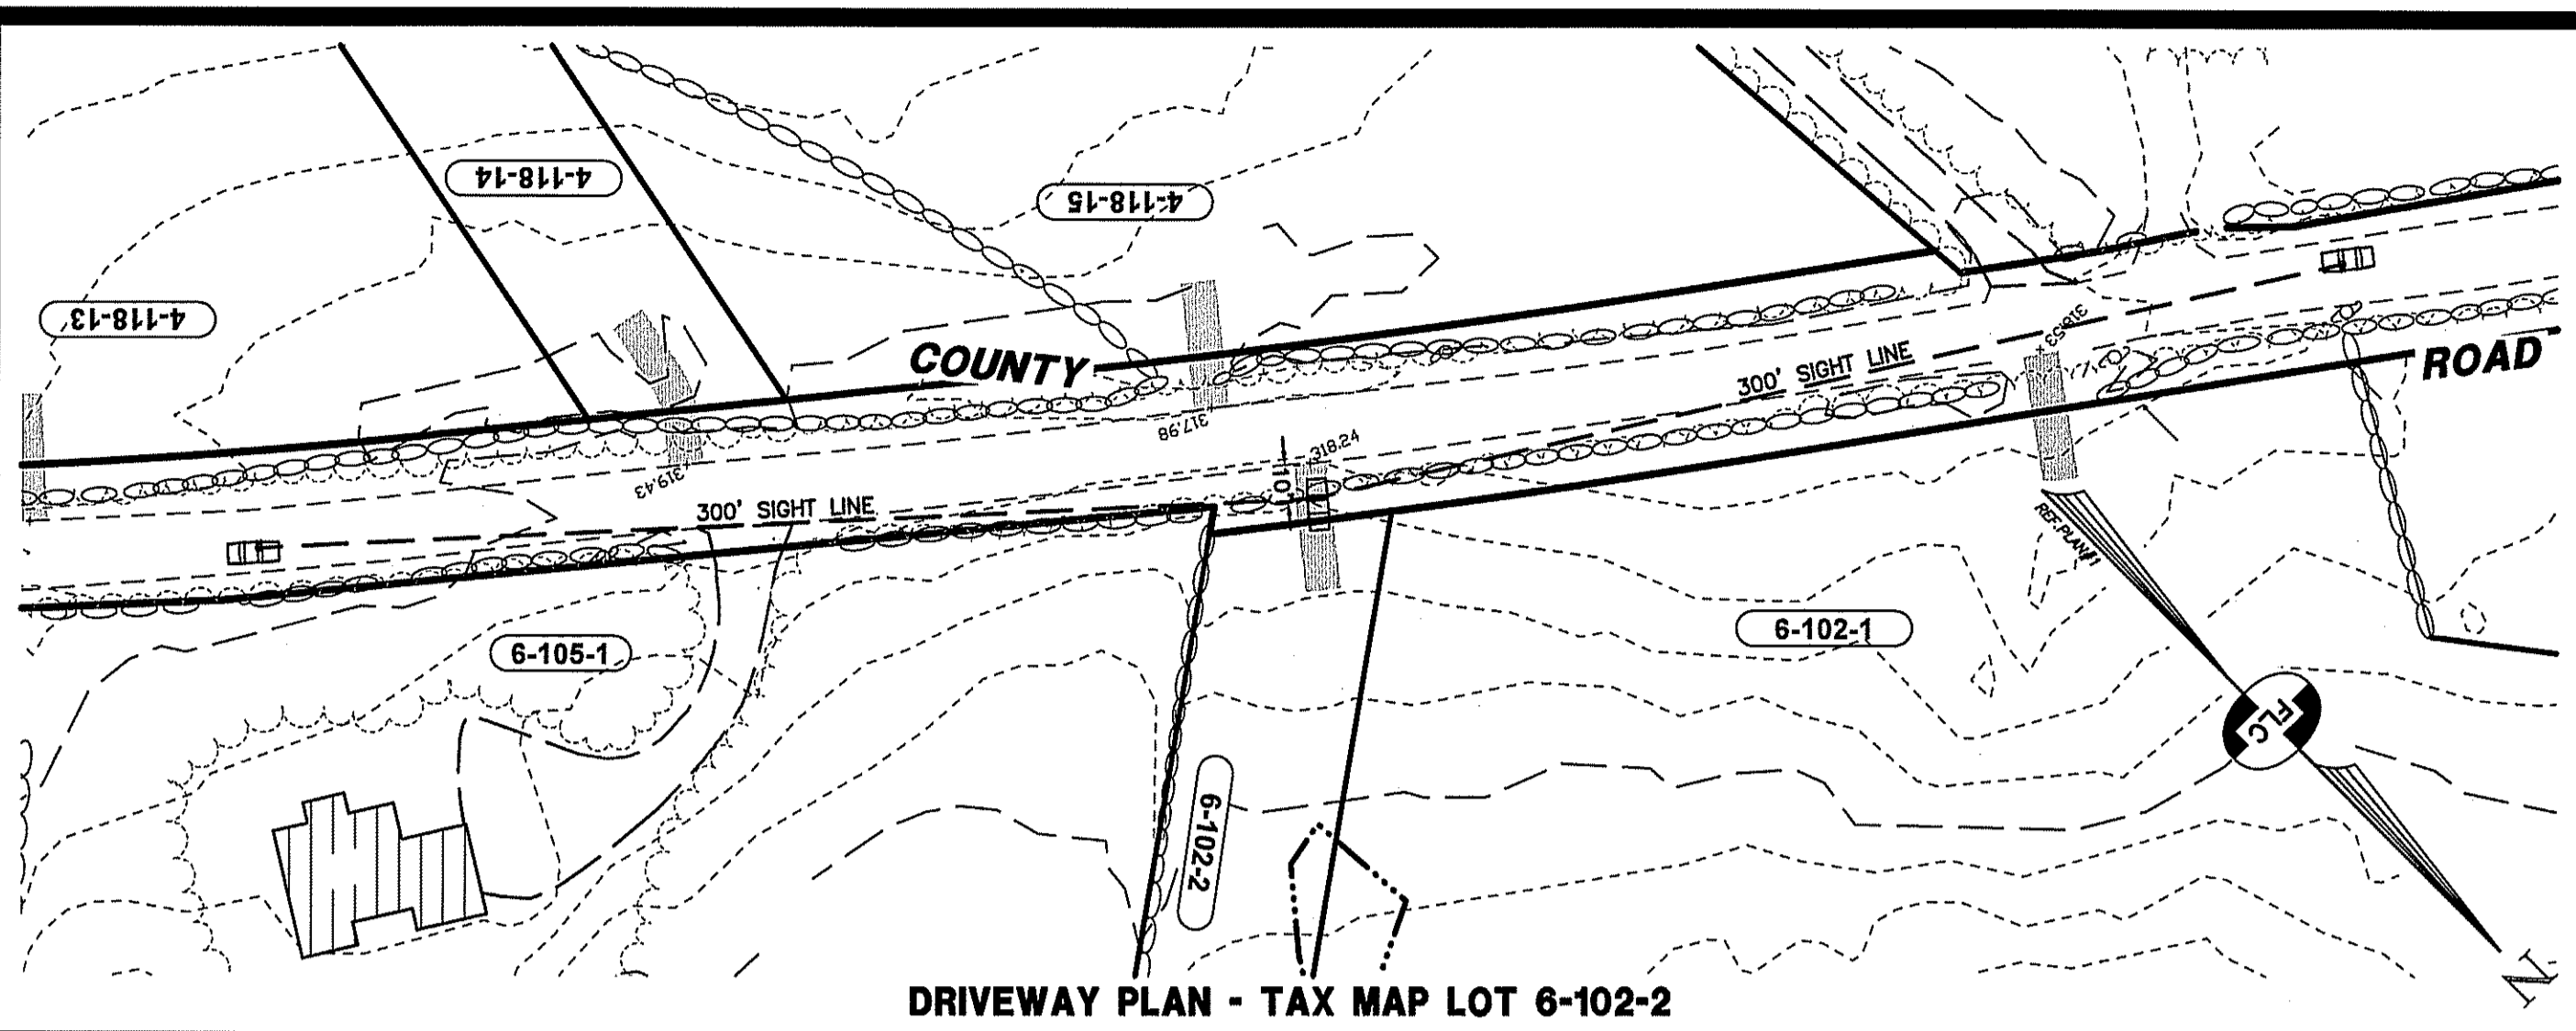 4-118-14
4-118-15
4-118-13
COUNTY
318.53
300' SIGHT LINE
ROAD
317.98
318.24
319.43
10'
300' SIGHT LINE
REF. PLAN #1
6-105-1
6-102-1
FLC
6-102-2
N
DRIVEWAY PLAN - TAX MAP LOT 6-102-2